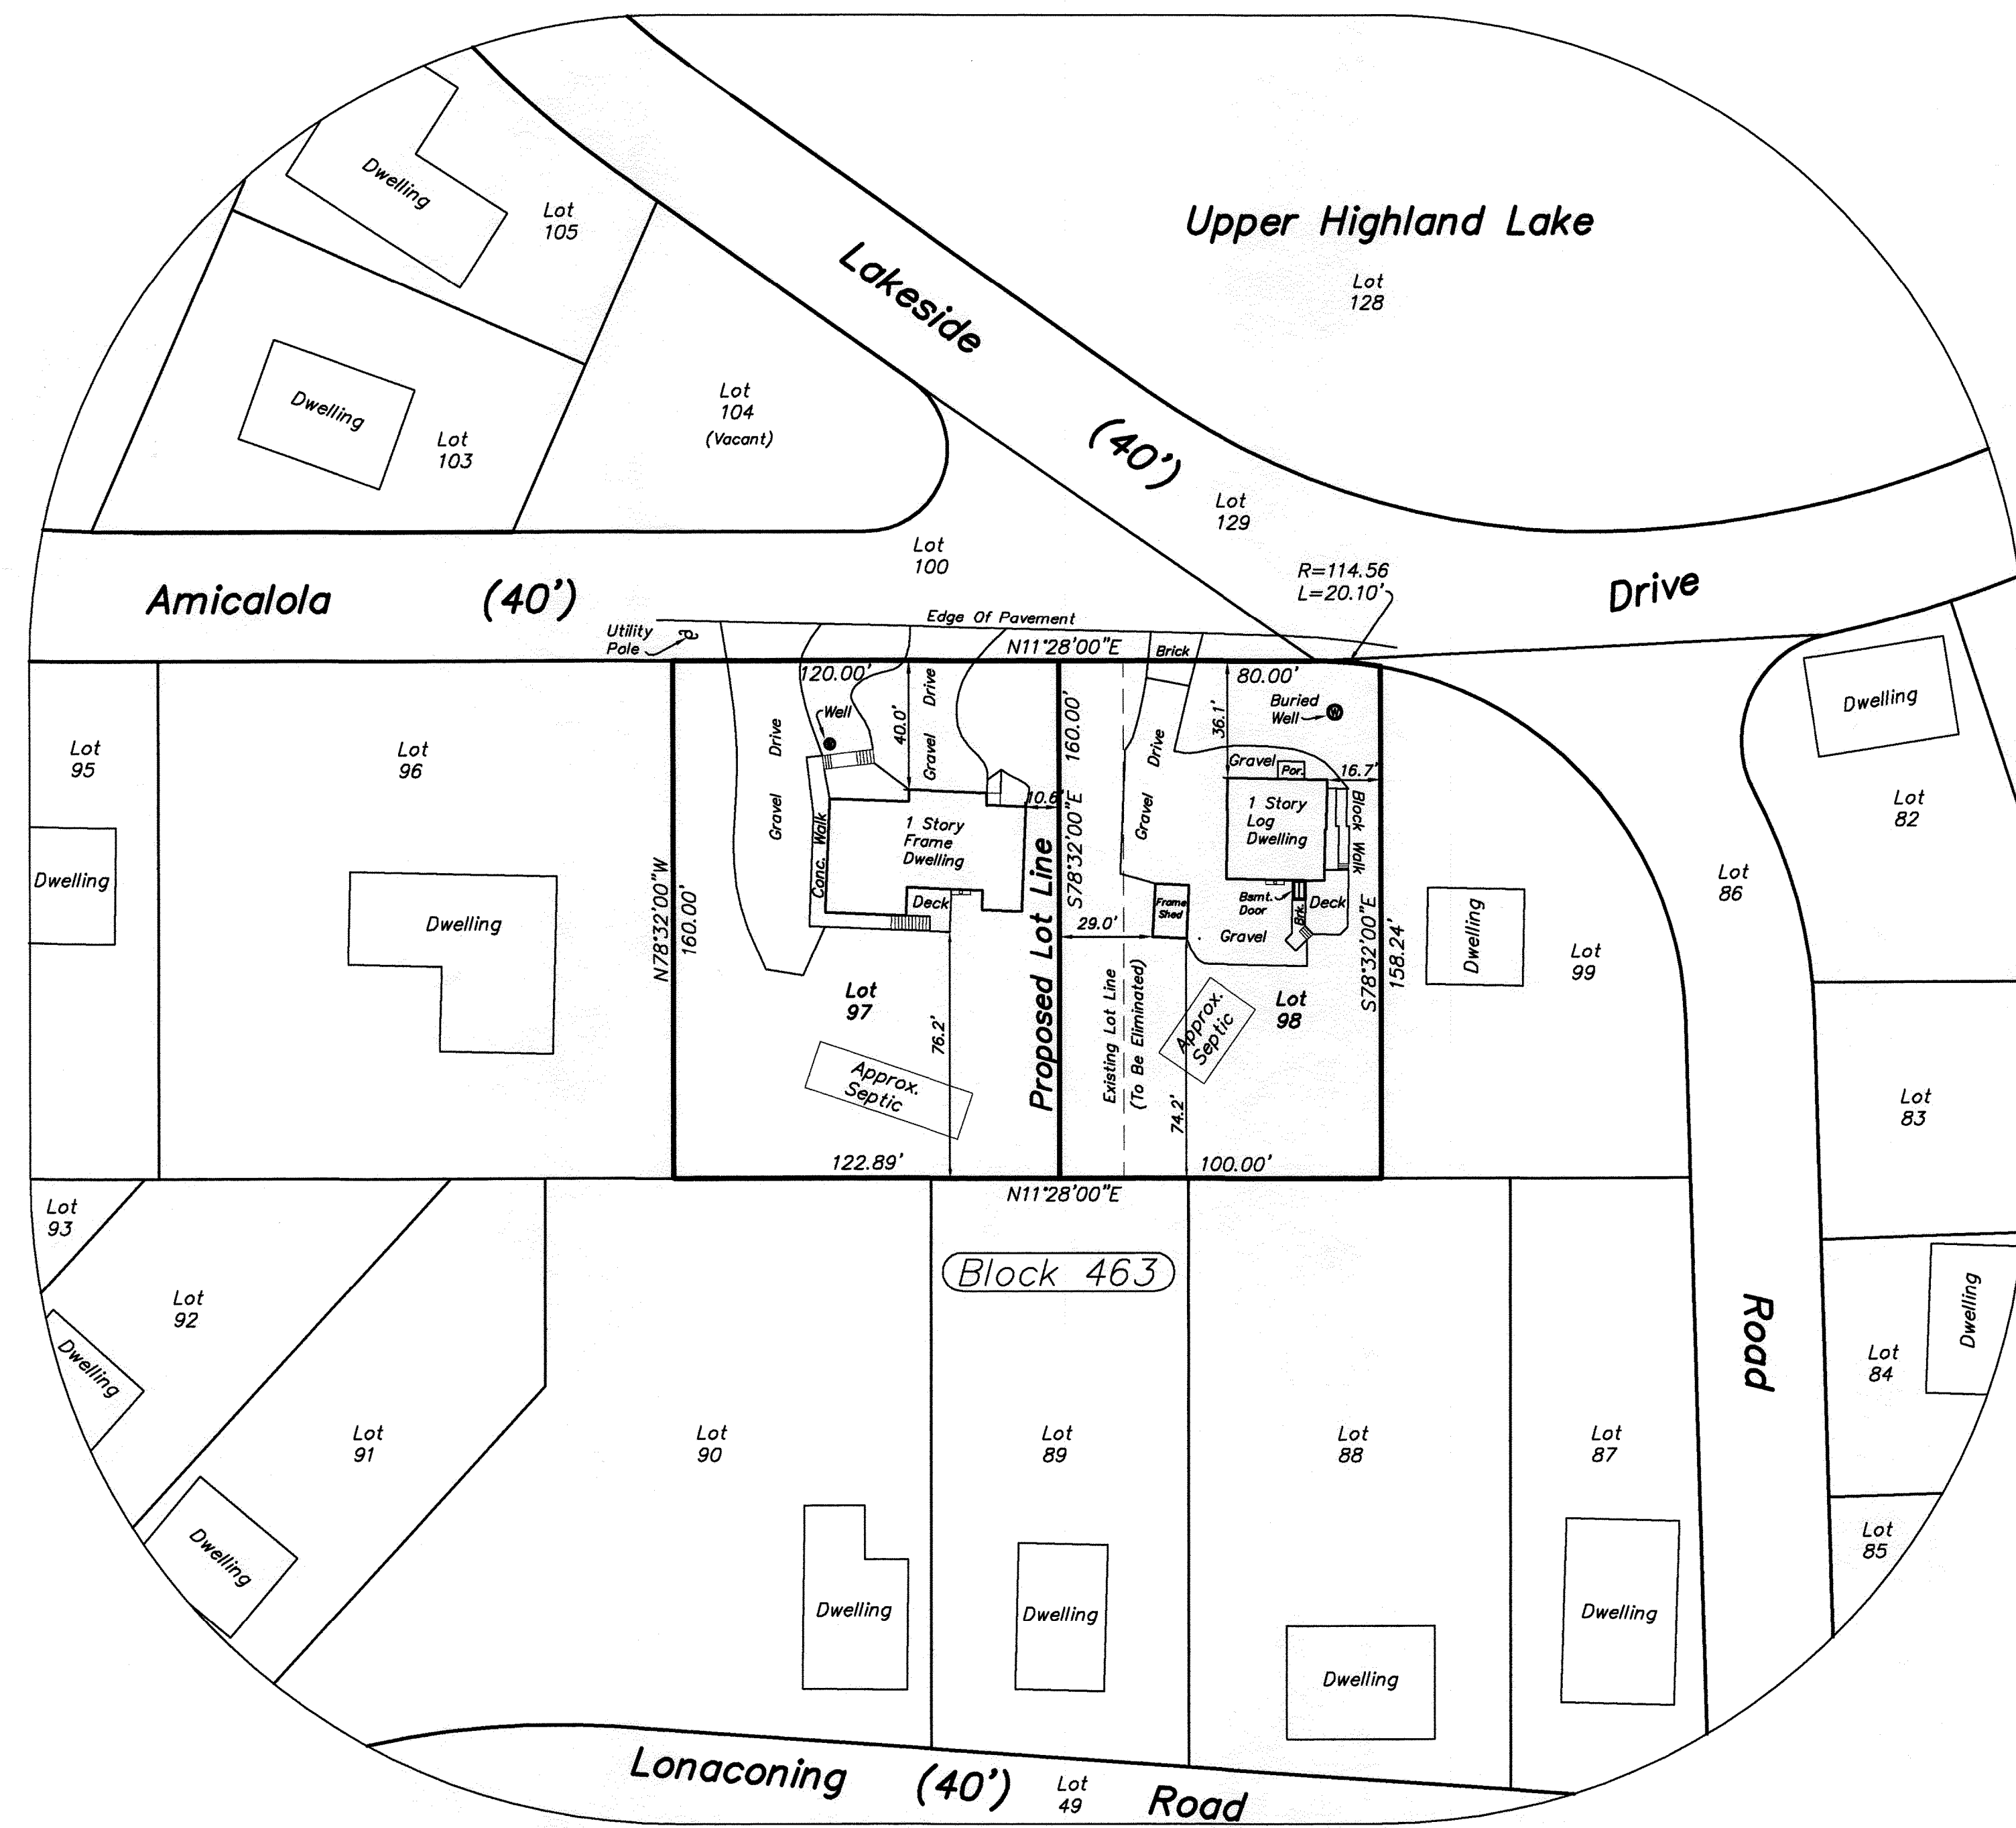 Dwelling
Lot
105
Upper Highland Lake
Lot
128
Lakeside
(40')
Drive
Dwelling
Lot
103
Lot
104
(Vacant)
Lot
129
Lot
100
R=114.56
L=20.10'
Amicalola (40')
Utility
Pole
Edge Of Pavement
N11°28'00"E
Brick
120.00'
80.00'
Well
Buried
Well
40.0'
Gravel Drive
Gravel Drive
160.00'
S78°32'00"E
36.1'
Gravel Drive
Gravel
Por.
16.7'
10.6'
Dwelling
Lot
82
Lot
95
Lot
96
Dwelling
Dwelling
Conc. Walk
1 Story
Frame
Dwelling
Deck
1 Story
Log
Dwelling
Block Walk
Bsmt.
Door
Brk.
Deck
Frame
Shed
Gravel
29.0'
N78°32'00"W
160.00'
Proposed Lot Line
Existing Lot Line
(To Be Eliminated)
S78°32'00"E
158.24'
Dwelling
Lot
99
Lot
86
Lot
97
76.2'
Approx.
Septic
Lot
98
Approx.
Septic
74.2'
Lot
83
122.89'
100.00'
N11°28'00"E
Lot
93
Lot
92
Dwelling
Block 463
Road
Lot
84
Dwelling
Lot
91
Lot
90
Lot
89
Lot
88
Lot
87
Lot
85
Dwelling
Dwelling
Dwelling
Dwelling
Dwelling
Lonaconing (40') Road
Lot
49